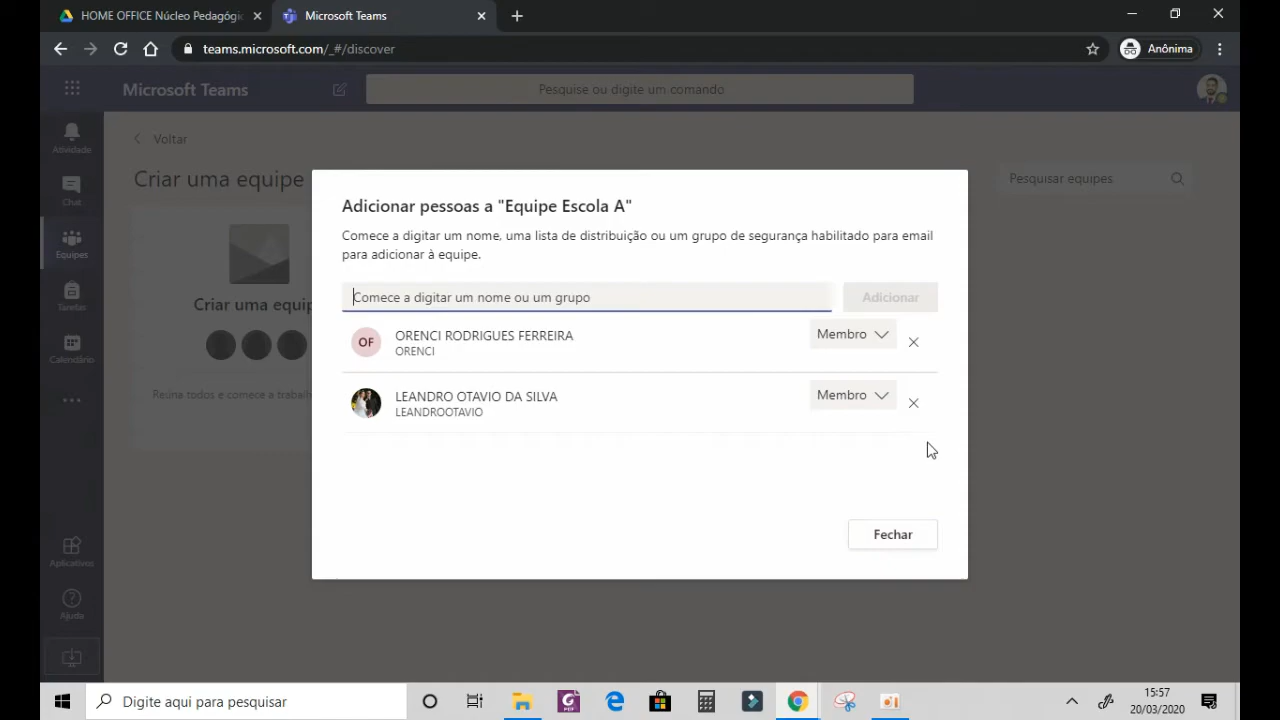 HOME OFFICE Núcleo Pedagógi
Microsoft Teams
teams.microsoft.com/_#/discover
Anônima
Microsoft Teams
Pesquise ou digite um comando
Atividade
Chat
Equipes
Tarefas
Calendário
Aplicativos
Ajuda
Voltar
Criar uma equipe
Pesquisar equipes
Criar uma equip
Reúna todos e comece a trabalh
Adicionar pessoas a "Equipe Escola A"
Comece a digitar um nome, uma lista de distribuição ou um grupo de segurança habilitado para email
para adicionar à equipe.
Comece a digitar um nome ou um grupo
Adicionar
OF
ORENCI RODRIGUES FERREIRA
ORENCI
Membro
LEANDRO OTAVIO DA SILVA
LEANDROOTAVIO
Membro
Fechar
Digite aqui para pesquisar
15:57
20/03/2020